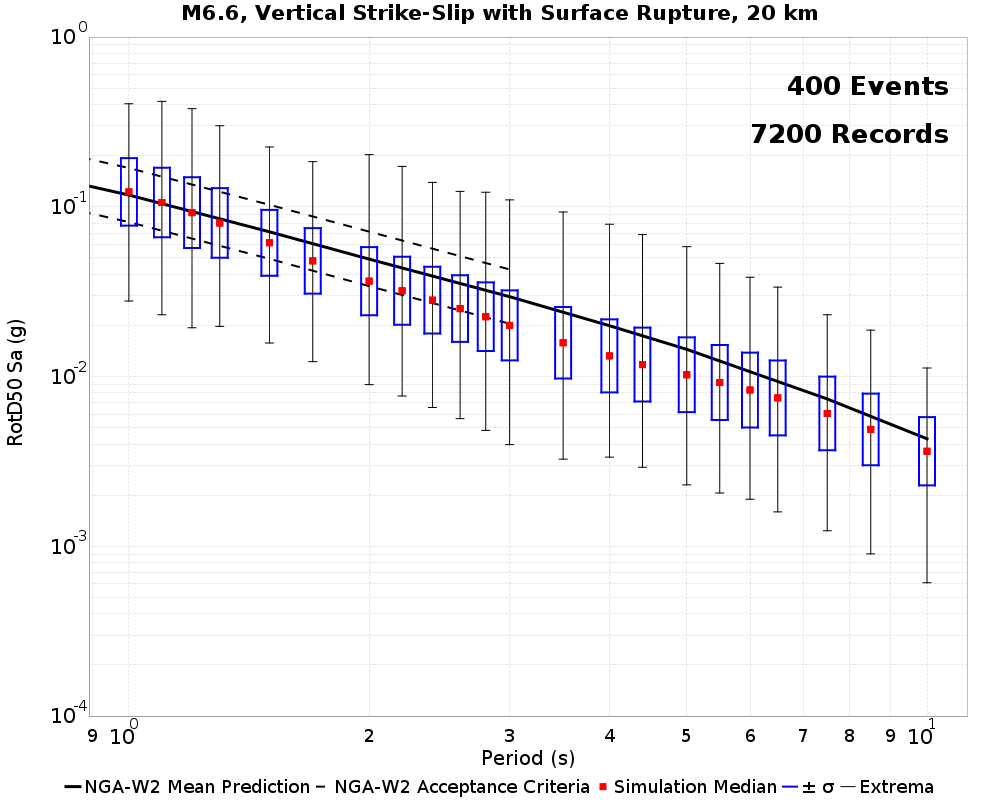 M6.6, Vertical Strike-Slip with Surface Rupture, 20 km
400 Events
7200 Records
10^0
10^-1
10^-2
10^-3
10^-4
RotD50 Sa (g)
9 10^0 2 3 4 5 6 7 8 9 10^1
Period (s)
NGA-W2 Mean Prediction NGA-W2 Acceptance Criteria Simulation Median ± σ Extrema